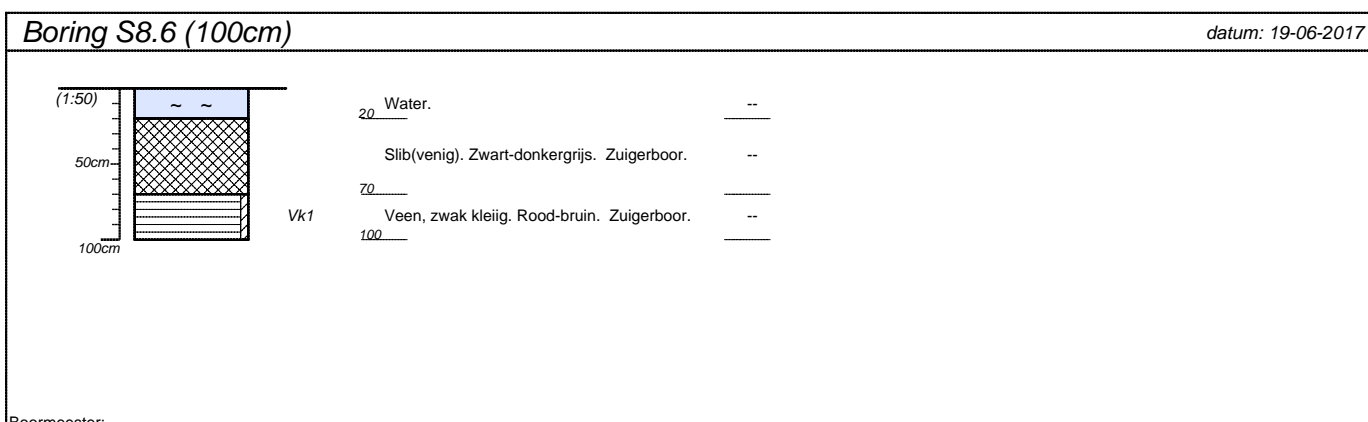 Boring S8.6 (100cm) datum: 19-06-2017
(1:50) ~ ~ Water. --
20
50cm Slib(venig). Zwart-donkergrijs. Zuigerboor. --
70
Vk1 Veen, zwak kleiig. Rood-bruin. Zuigerboor. --
100
100cm
Boormeester: